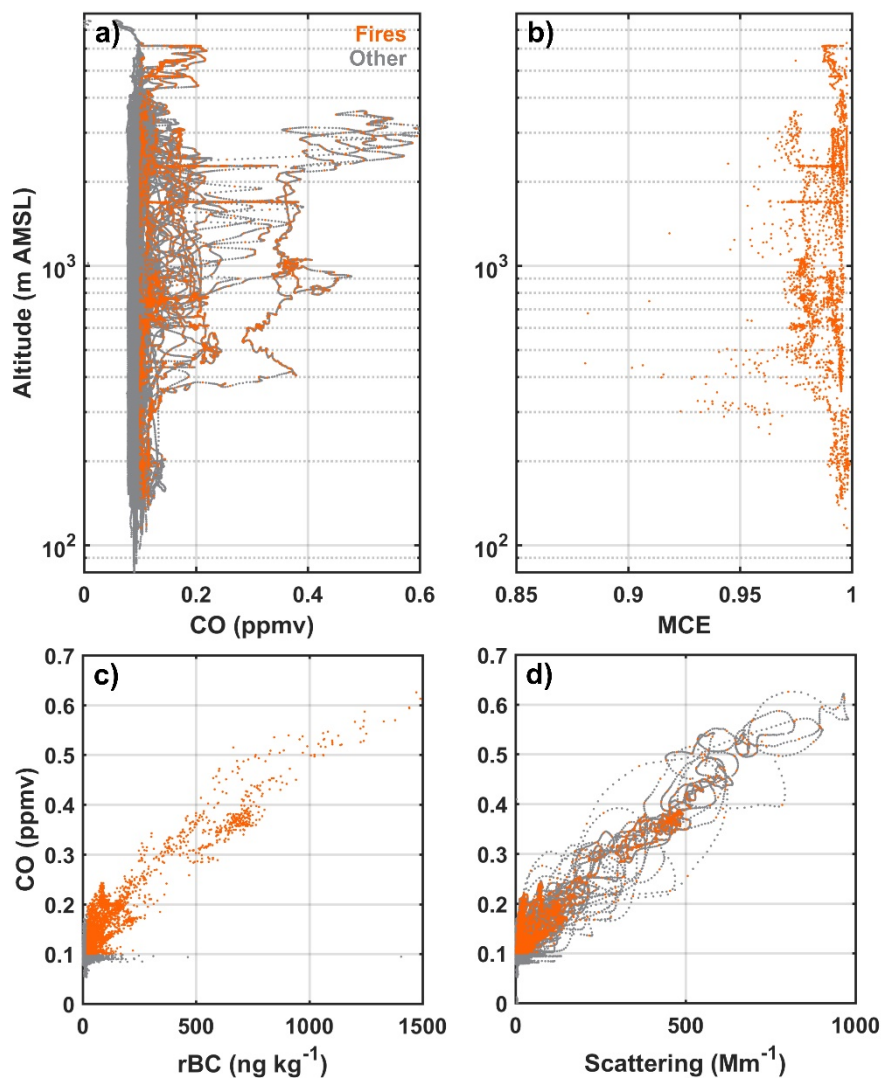 a)
Fires
Other
b)
Altitude (m AMSL)
10³
10²
10³
10²
0 0.2 0.4 0.6
0.85 0.9 0.95 1
CO (ppmv)
MCE
c)
d)
CO (ppmv)
0.7
0.6
0.5
0.4
0.3
0.2
0.1
0
0.7
0.6
0.5
0.4
0.3
0.2
0.1
0
0 500 1000 1500
0 500 1000
rBC (ng kg⁻¹)
Scattering (Mm⁻¹)